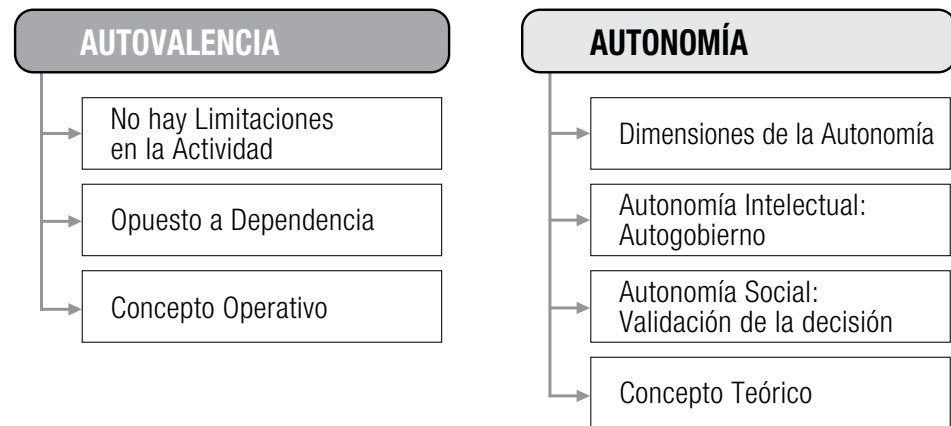 AUTOVALENCIA
No hay Limitaciones
en la Actividad
Opuesto a Dependencia
Concepto Operativo
AUTONOMÍA
Dimensiones de la Autonomía
Autonomía Intelectual:
Autogobierno
Autonomía Social:
Validación de la decisión
Concepto Teórico